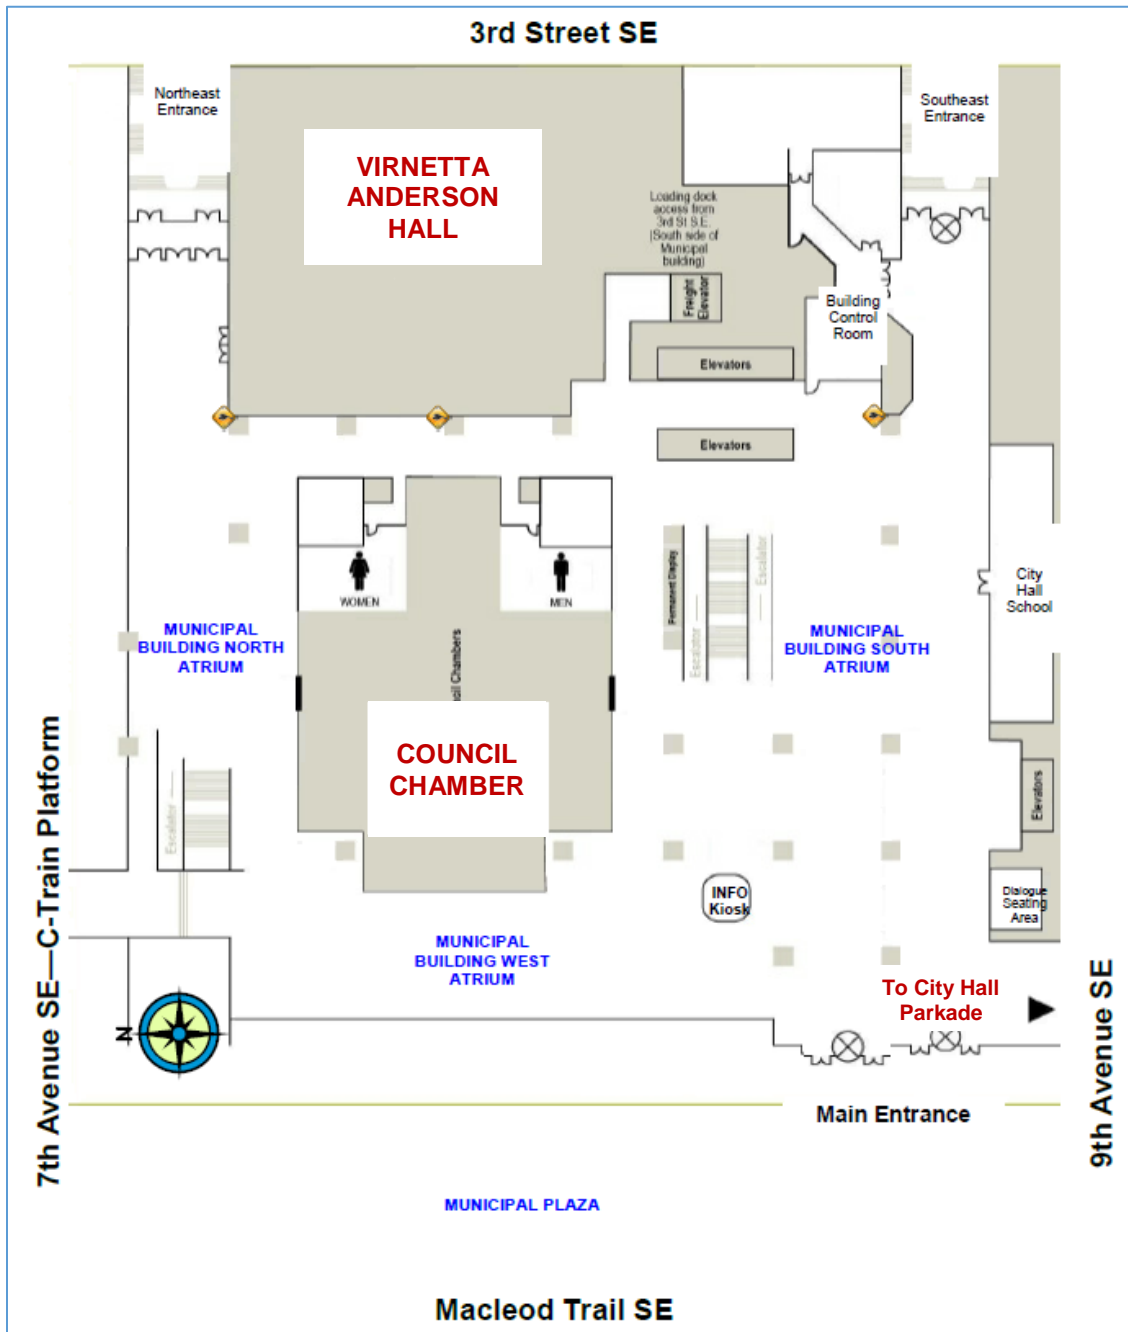 3rd Street SE
Northeast
Entrance
Southeast
Entrance
VIRNETTA
ANDERSON
HALL
Loading dock
access from
3rd St S.E.
(South side of
Municipal
building)
Freight
Elevator
Building
Control
Room
Elevators
Elevators
WOMEN
MEN
Permanent Display
Escalator
Escalator
City
Hall
School
MUNICIPAL
BUILDING NORTH
ATRIUM
MUNICIPAL
BUILDING SOUTH
ATRIUM
Chambers
COUNCIL
CHAMBER
Escalator
Elevators
INFO
Kiosk
Dialogue
Seating
Area
MUNICIPAL
BUILDING WEST
ATRIUM
To City Hall
Parkade
N
7th Avenue SE—C-Train Platform
9th Avenue SE
Main Entrance
MUNICIPAL PLAZA
Macleod Trail SE